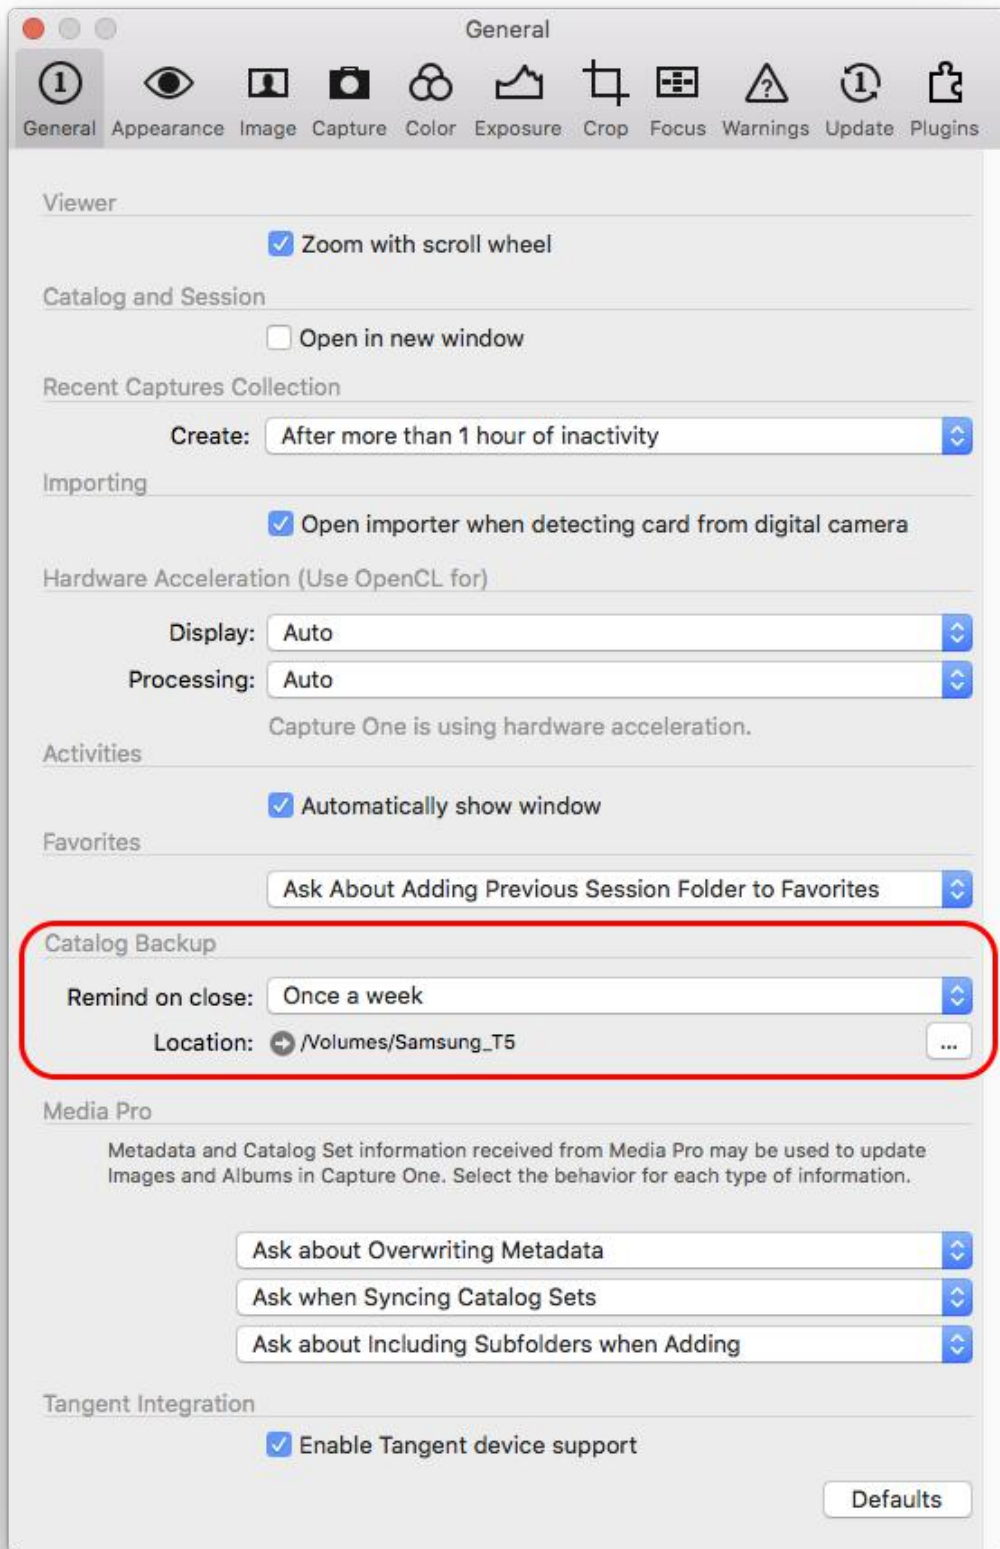 General
General Appearance Image Capture Color Exposure Crop Focus Warnings Update Plugins
Viewer
Zoom with scroll wheel
Catalog and Session
Open in new window
Recent Captures Collection
Create: After more than 1 hour of inactivity
Importing
Open importer when detecting card from digital camera
Hardware Acceleration (Use OpenCL for)
Display: Auto
Processing: Auto
Capture One is using hardware acceleration.
Activities
Automatically show window
Favorites
Ask About Adding Previous Session Folder to Favorites
Catalog Backup
Remind on close: Once a week
Location: /Volumes/Samsung_T5 ...
Media Pro
Metadata and Catalog Set information received from Media Pro may be used to update
Images and Albums in Capture One. Select the behavior for each type of information.
Ask about Overwriting Metadata
Ask when Syncing Catalog Sets
Ask about Including Subfolders when Adding
Tangent Integration
Enable Tangent device support
Defaults